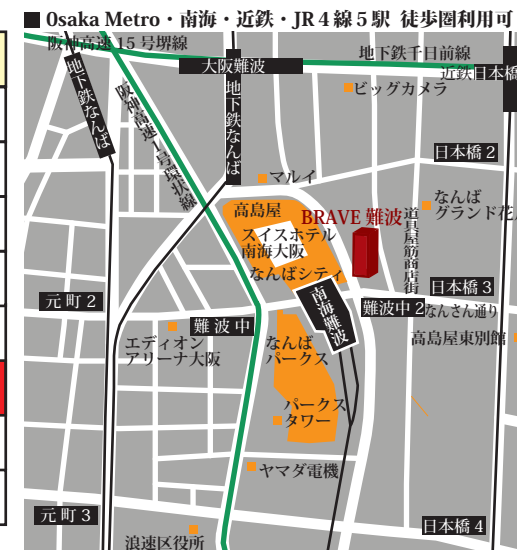 ■ Osaka Metro・南海・近鉄・JR４線５駅 徒歩圏利用可
阪神高速 15 号堺線
地下鉄千日前線
大阪難波
近鉄日本橋
地下鉄なんば
地下鉄なんば
阪神高速1号環状線
ビッグカメラ
日本橋 2
マルイ
なんば
グランド花月
高島屋
BRAVE 難波
道具屋筋商店街
スイスホテル
南海大阪
なんばシティ
日本橋 3
元 町 2
南海難波
難波中 2
なんさん通り
難 波 中
エディオン
アリーナ大阪
なんば
パークス
高島屋東別館
パークス
タワー
ヤマダ電機
元 町 3
日本橋 4
浪速区役所